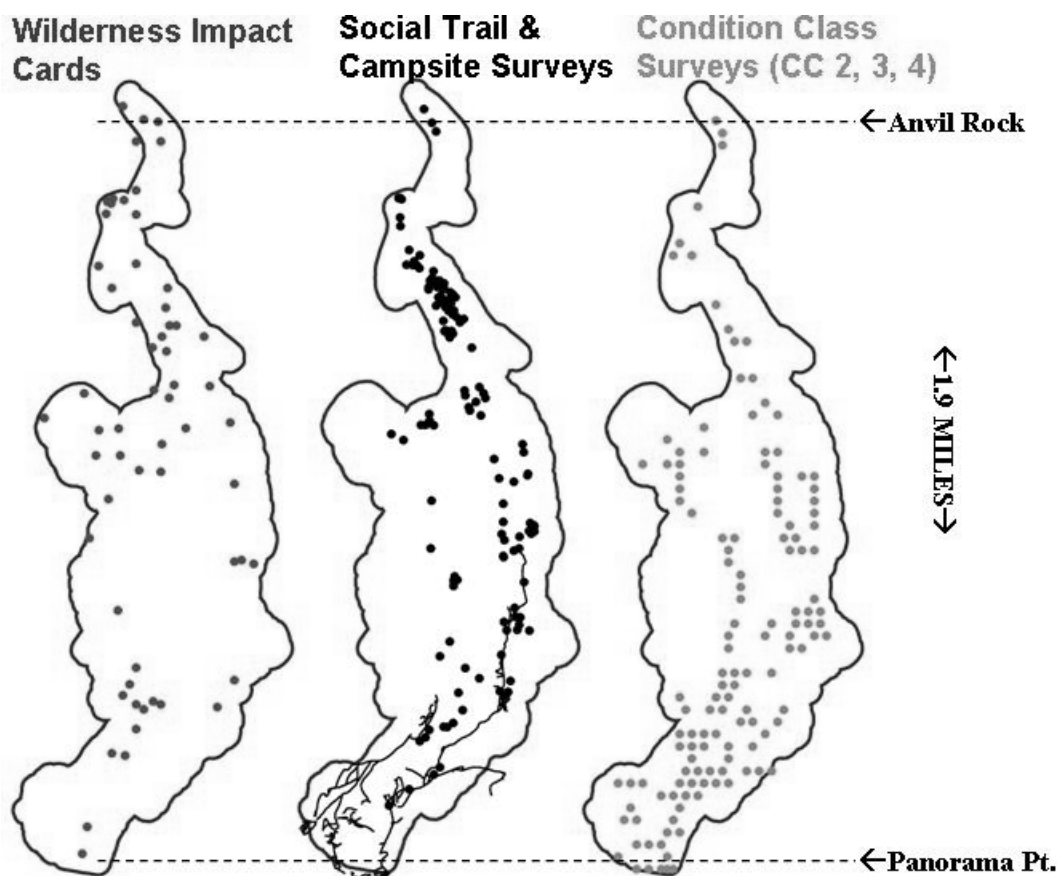 Wilderness Impact
Cards
Social Trail &
Campsite Surveys
Condition Class
Surveys (CC 2, 3, 4)
←Anvil Rock
←1.9 MILES→
←Panorama Pt.